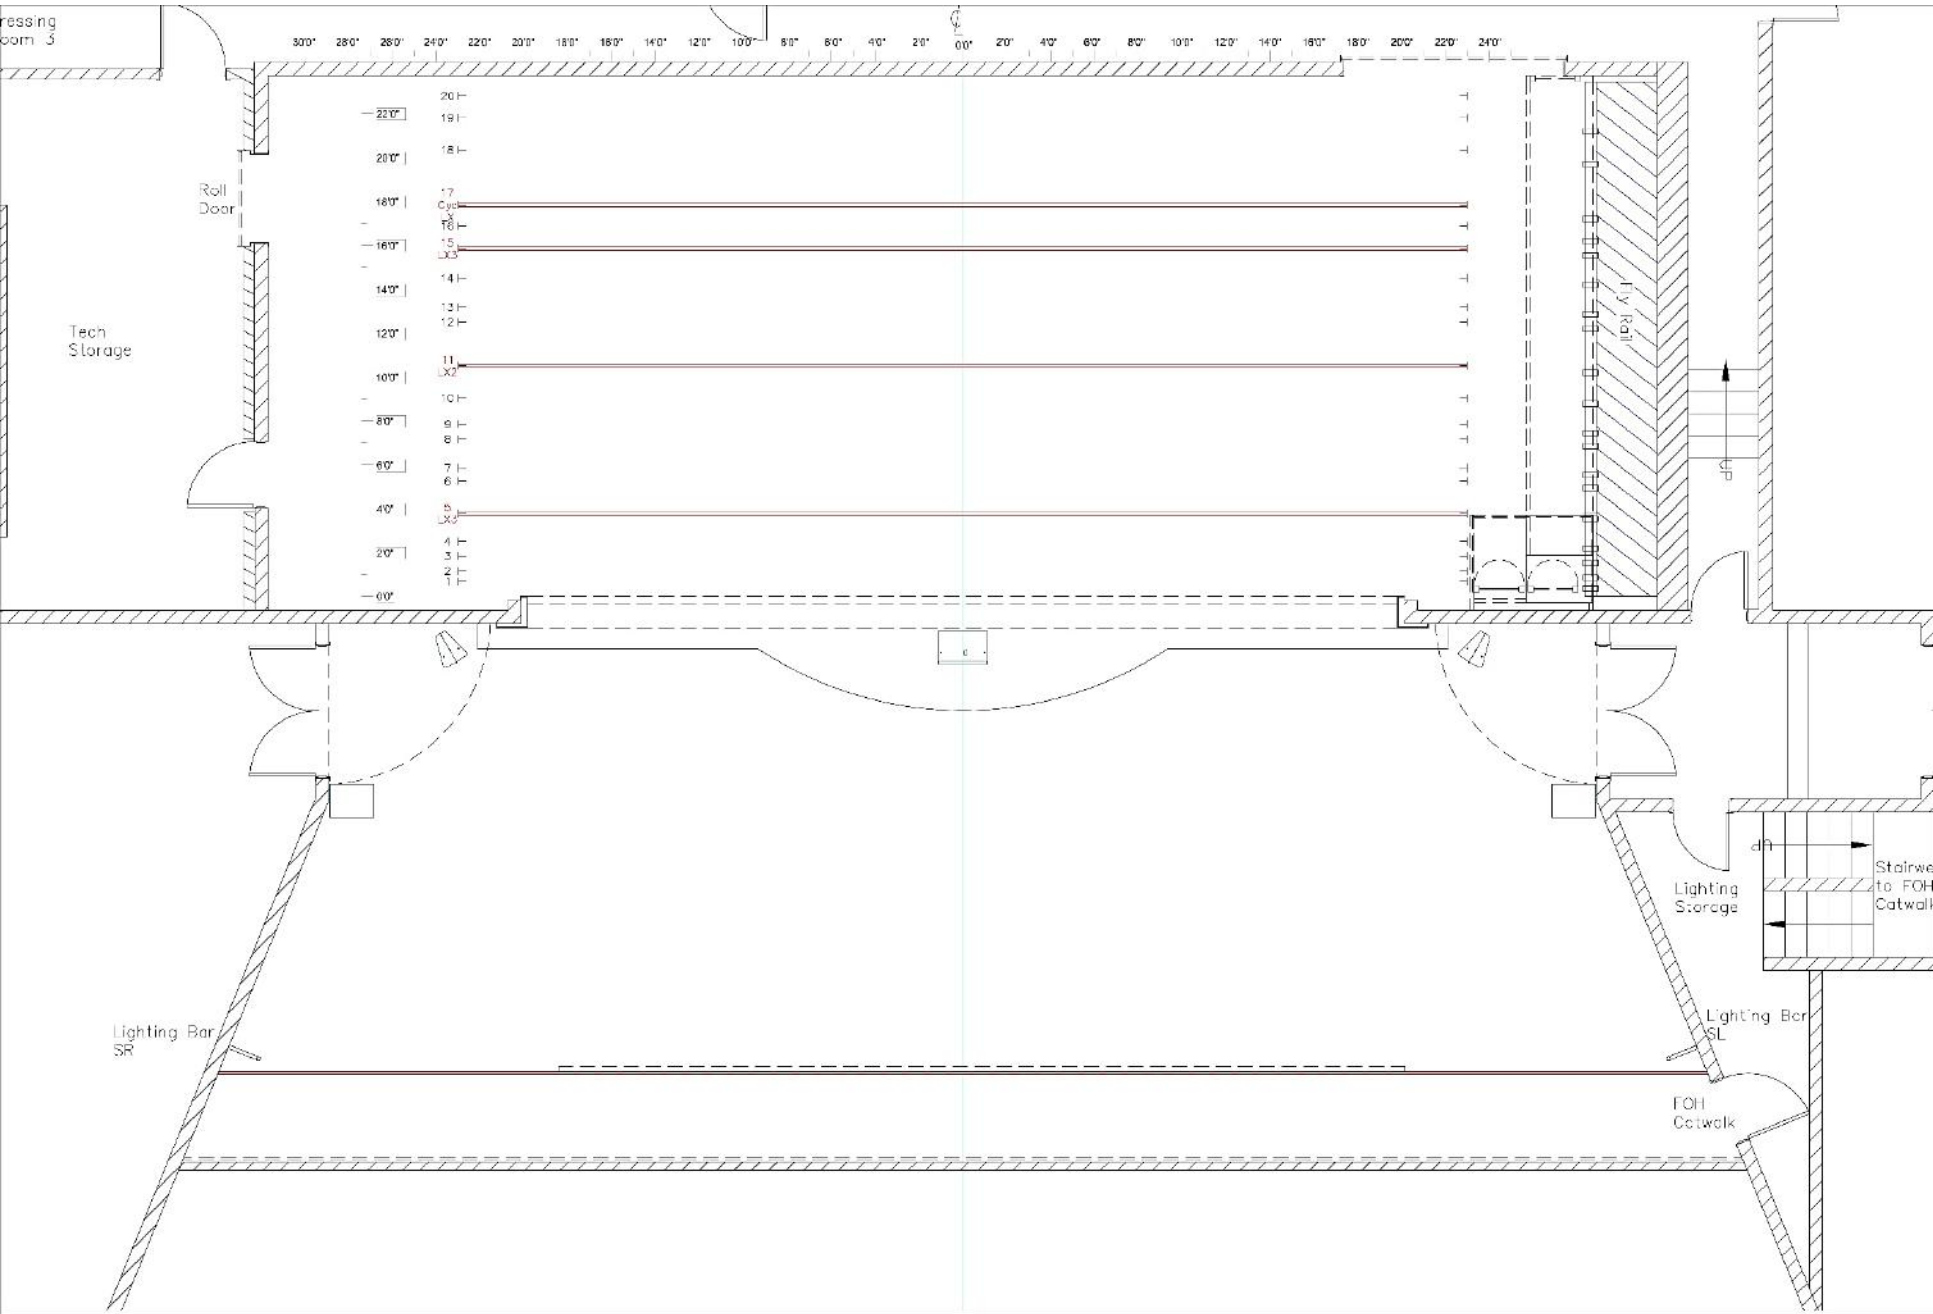 ressing
oom 3
30'0" 28'0" 26'0" 24'0" 22'0" 20'0" 18'0" 16'0" 14'0" 12'0" 10'0" 8'0" 6'0" 4'0" 2'0" 0'0" 2'0" 4'0" 6'0" 8'0" 10'0" 12'0" 14'0" 16'0" 18'0" 20'0" 22'0" 24'0"
20
22'0"
19
20'0"
18
Roll
Door
17
Cyc
18'0"
16
16'0"
15
LX3
14
14'0"
Fly Rail
13
12
12'0"
Tech
Storage
11
LX2
10'0"
10
8'0"
9
8
6'0"
7
6
UP
4'0"
5
4
2'0"
3
2
1
0'0"
UP
Stairwe
to FOH
Catwalk
Lighting
Storage
Lighting Bar
SR
Lighting Bar
SL
FOH
Catwalk